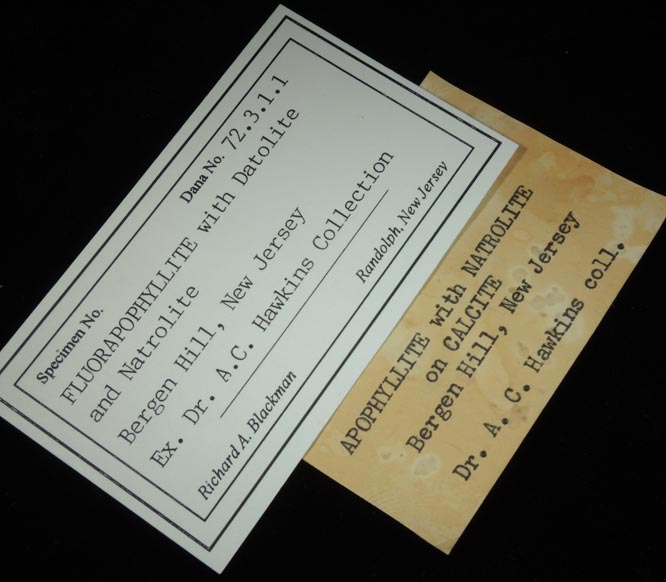 Specimen No. Dana No. 72.3.1.1
FLUORAPOPHYLLITE with Datolite
and Natrolite
Bergen Hill, New Jersey
Ex. Dr. A.C. Hawkins Collection
Richard A. Blackman Randolph, New Jersey
APOPHYLLITE with NATROLITE
on CALCITE
Bergen Hill, New Jersey
Dr. A. C. Hawkins coll.